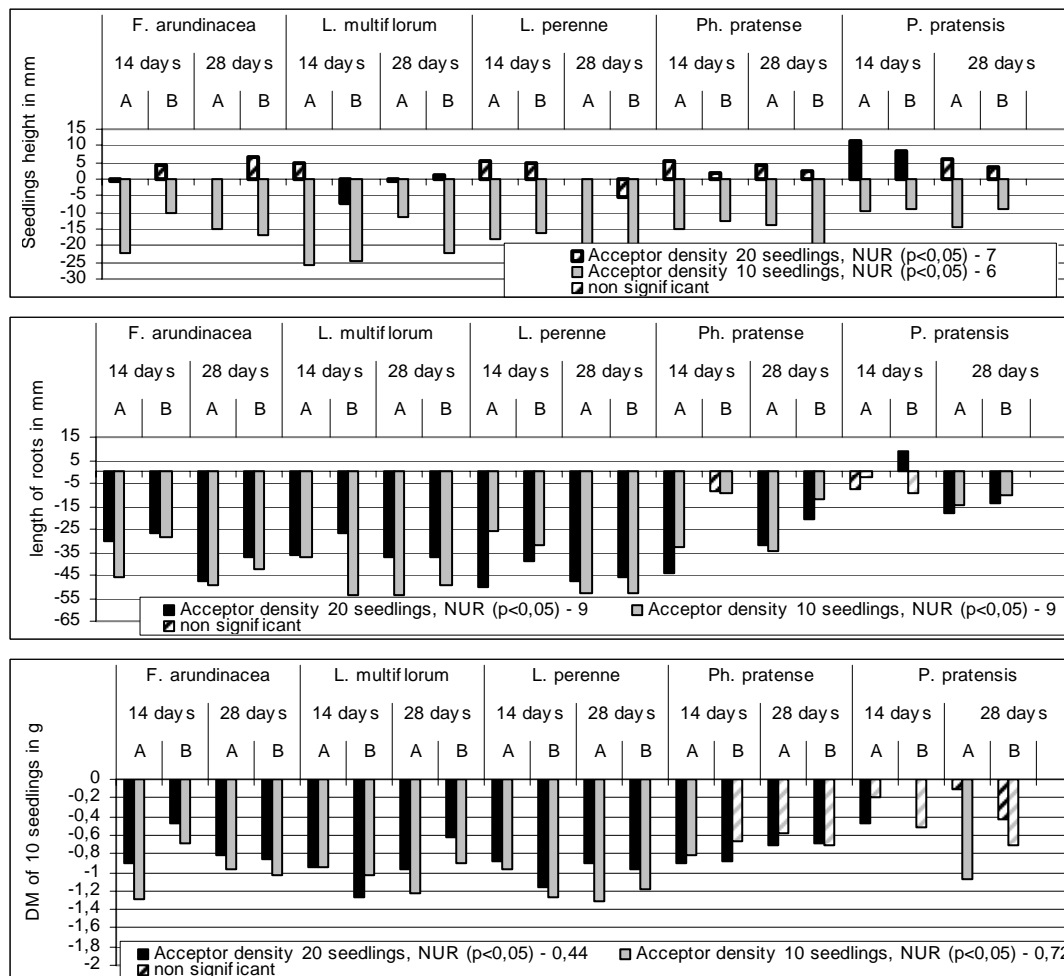 F. arundinacea L. multiflorum L. perenne Ph. pratense P. pratensis
14 days 28 days 14 days 28 days 14 days 28 days 14 days 28 days 14 days 28 days
A B A B A B A B A B A B A B A B A B A B
Seedlings height in mm
15
10
5
0
-5
-10
-15
-20
-25
-30
Acceptor density 20 seedlings, NUR (p<0,05) - 7
Acceptor density 10 seedlings, NUR (p<0,05) - 6
non significant
F. arundinacea L. multiflorum L. perenne Ph. pratense P. pratensis
14 days 28 days 14 days 28 days 14 days 28 days 14 days 28 days 14 days 28 days
A B A B A B A B A B A B A B A B A B A B
length of roots in mm
15
5
-5
-15
-25
-35
-45
-55
-65
Acceptor density 20 seedlings, NUR (p<0,05) - 9 Acceptor density 10 seedlings, NUR (p<0,05) - 9
non significant
F. arundinacea L. multiflorum L. perenne Ph. pratense P. pratensis
14 days 28 days 14 days 28 days 14 days 28 days 14 days 28 days 14 days 28 days
A B A B A B A B A B A B A B A B A B A B
DM of 10 seedlings in g
0
-0,2
-0,4
-0,6
-0,8
-1
-1,2
-1,4
-1,6
-1,8
-2
Acceptor density 20 seedlings, NUR (p<0,05) - 0,44 Acceptor density 10 seedlings, NUR (p<0,05) - 0,72
non significant